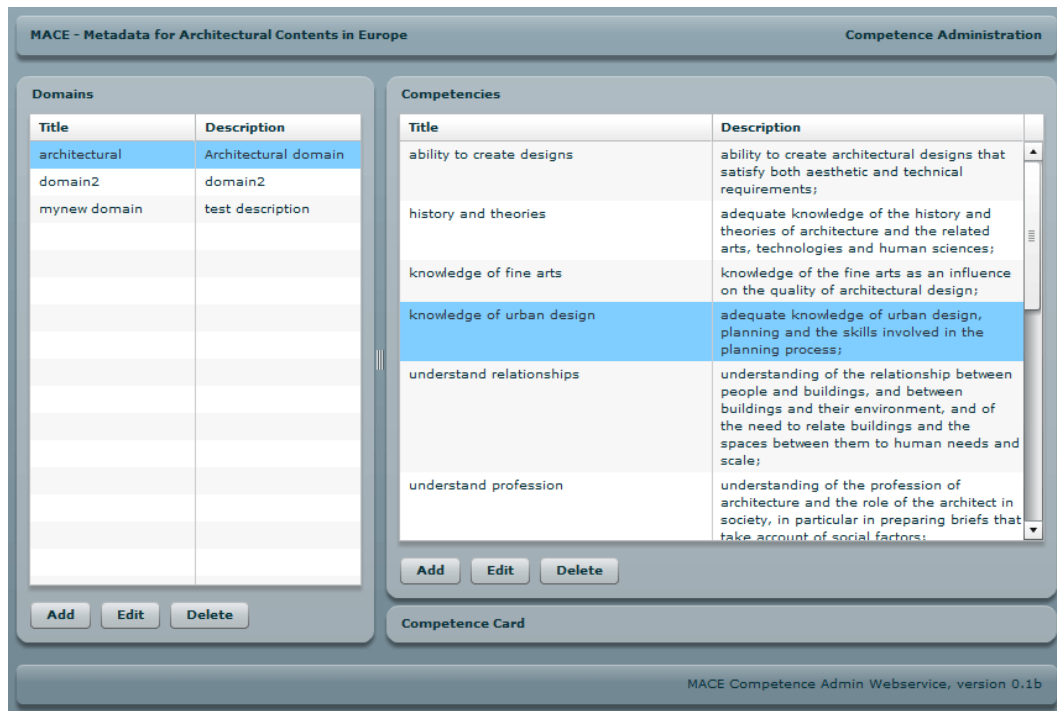 MACE - Metadata for Architectural Contents in Europe
Competence Administration
Domains
Title
Description
architectural
Architectural domain
domain2
domain2
mynew domain
test description
Add
Edit
Delete
Competencies
Title
Description
ability to create designs
ability to create architectural designs that
satisfy both aesthetic and technical
requirements;
history and theories
adequate knowledge of the history and
theories of architecture and the related
arts, technologies and human sciences;
knowledge of fine arts
knowledge of the fine arts as an influence
on the quality of architectural design;
knowledge of urban design
adequate knowledge of urban design,
planning and the skills involved in the
planning process;
understand relationships
understanding of the relationship between
people and buildings, and between
buildings and their environment, and of
the need to relate buildings and the
spaces between them to human needs and
scale;
understand profession
understanding of the profession of
architecture and the role of the architect in
society, in particular in preparing briefs that
take account of social factors;
Add
Edit
Delete
Competence Card
MACE Competence Admin Webservice, version 0.1b